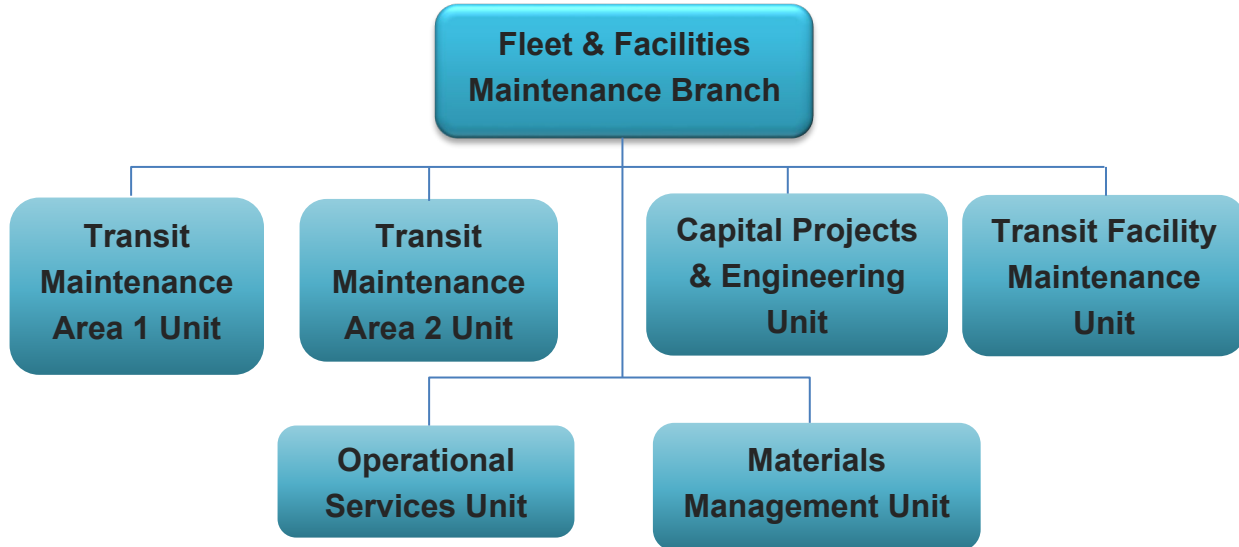 Fleet & Facilities
Maintenance Branch
Transit
Maintenance
Area 1 Unit
Transit
Maintenance
Area 2 Unit
Capital Projects
& Engineering
Unit
Transit Facility
Maintenance
Unit
Operational
Services Unit
Materials
Management Unit